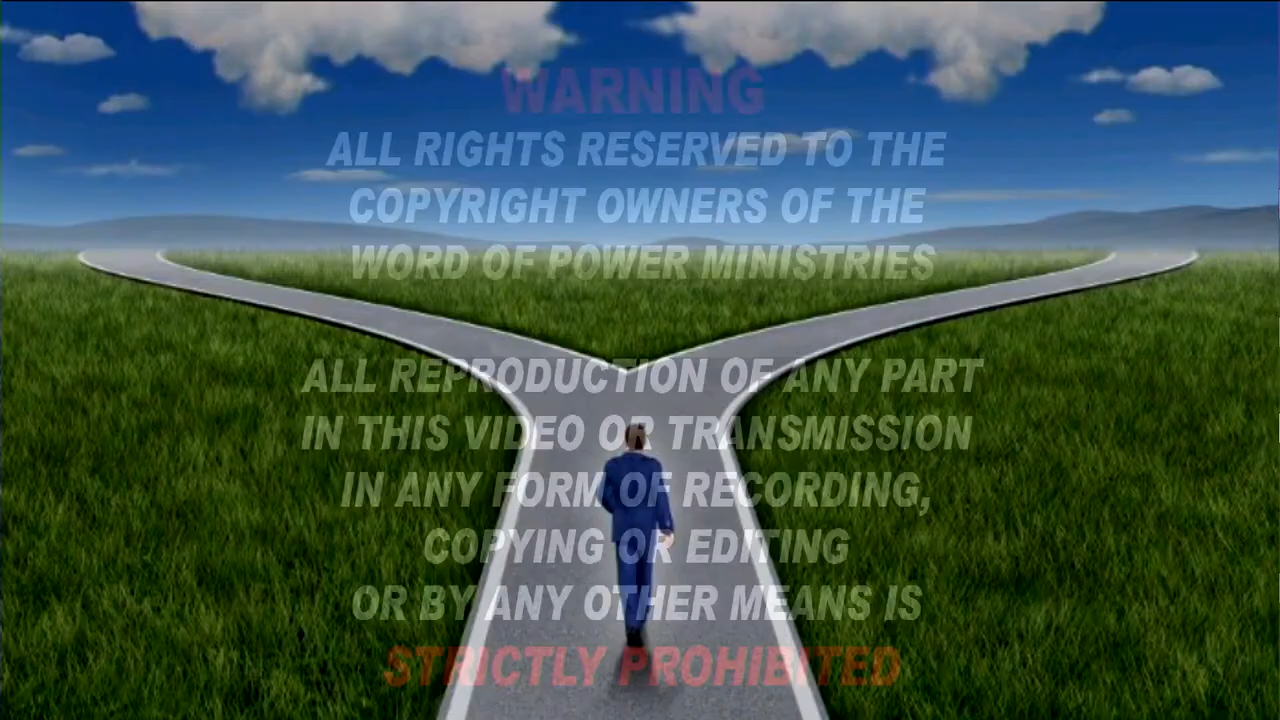 WARNING
ALL RIGHTS RESERVED TO THE
COPYRIGHT OWNERS OF THE
WORD OF POWER MINISTRIES
ALL REPRODUCTION OF ANY PART
IN THIS VIDEO OR TRANSMISSION
IN ANY FORM OF RECORDING,
COPYING OR EDITING
OR BY ANY OTHER MEANS IS
STRICTLY PROHIBITED